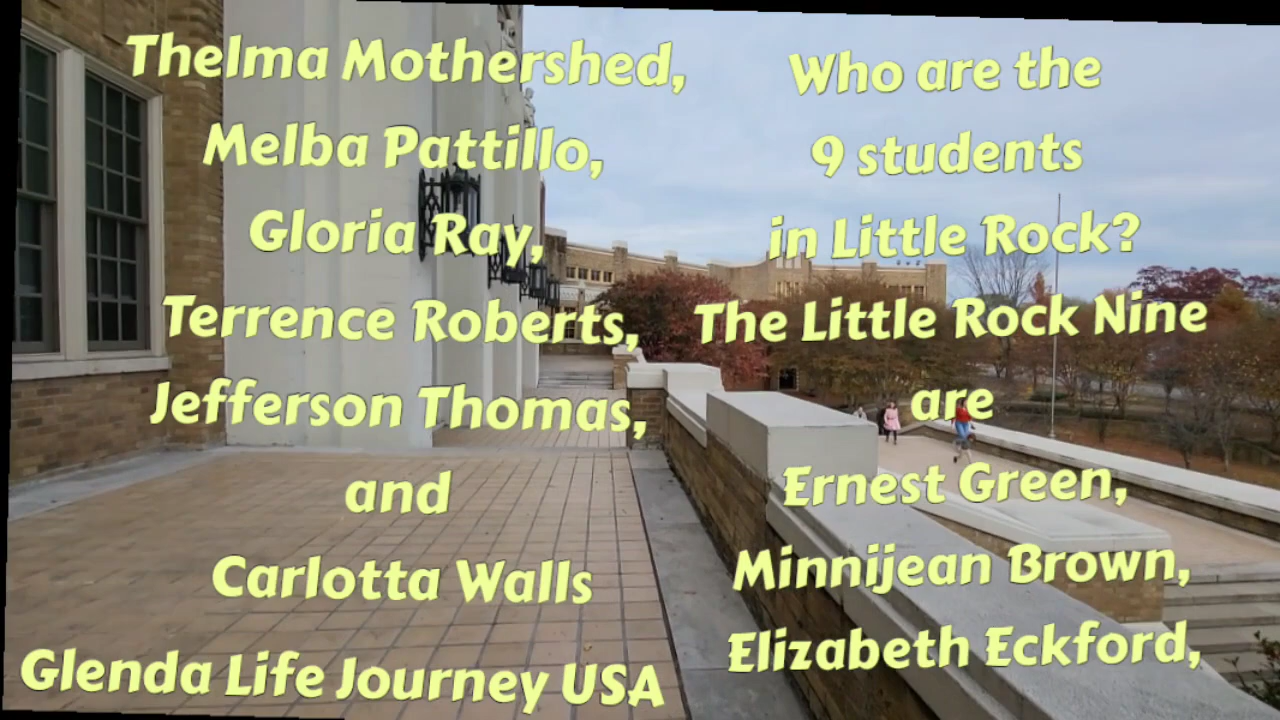 Who are the
9 students
in Little Rock?
The Little Rock Nine
are
Ernest Green,
Minnijean Brown,
Elizabeth Eckford,
Thelma Mothershed,
Melba Pattillo,
Gloria Ray,
Terrence Roberts,
Jefferson Thomas,
and
Carlotta Walls
Glenda Life Journey USA